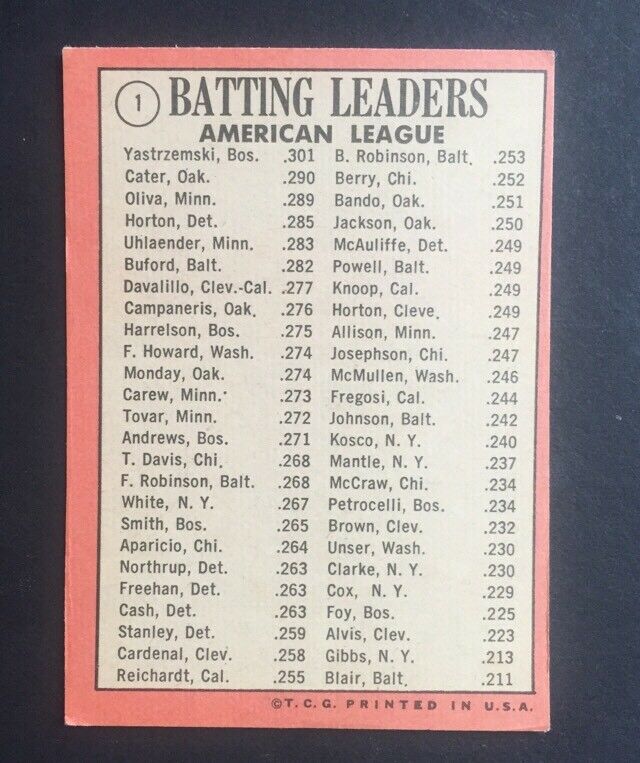 1 BATTING LEADERS
AMERICAN LEAGUE
Yastrzemski, Bos. .301
Cater, Oak. .290
Oliva, Minn. .289
Horton, Det. .285
Uhlaender, Minn. .283
Buford, Balt. .282
Davalillo, Clev.-Cal. .277
Campaneris, Oak. .276
Harrelson, Bos. .275
F. Howard, Wash. .274
Monday, Oak. .274
Carew, Minn. .273
Tovar, Minn. .272
Andrews, Bos. .271
T. Davis, Chi. .268
F. Robinson, Balt. .268
White, N. Y. .267
Smith, Bos. .265
Aparicio, Chi. .264
Northrup, Det. .263
Freehan, Det. .263
Cash, Det. .263
Stanley, Det. .259
Cardenal, Clev. .258
Reichardt, Cal. .255
B. Robinson, Balt. .253
Berry, Chi. .252
Bando, Oak. .251
Jackson, Oak. .250
McAuliffe, Det. .249
Powell, Balt. .249
Knoop, Cal. .249
Horton, Cleve. .249
Allison, Minn. .247
Josephson, Chi. .247
McMullen, Wash. .246
Fregosi, Cal. .244
Johnson, Balt. .242
Kosco, N. Y. .240
Mantle, N. Y. .237
McCraw, Chi. .234
Petrocelli, Bos. .234
Brown, Clev. .232
Unser, Wash. .230
Clarke, N. Y. .230
Cox, N. Y. .229
Foy, Bos. .225
Alvis, Clev. .223
Gibbs, N. Y. .213
Blair, Balt. .211
©T.C.G. PRINTED IN U.S.A.